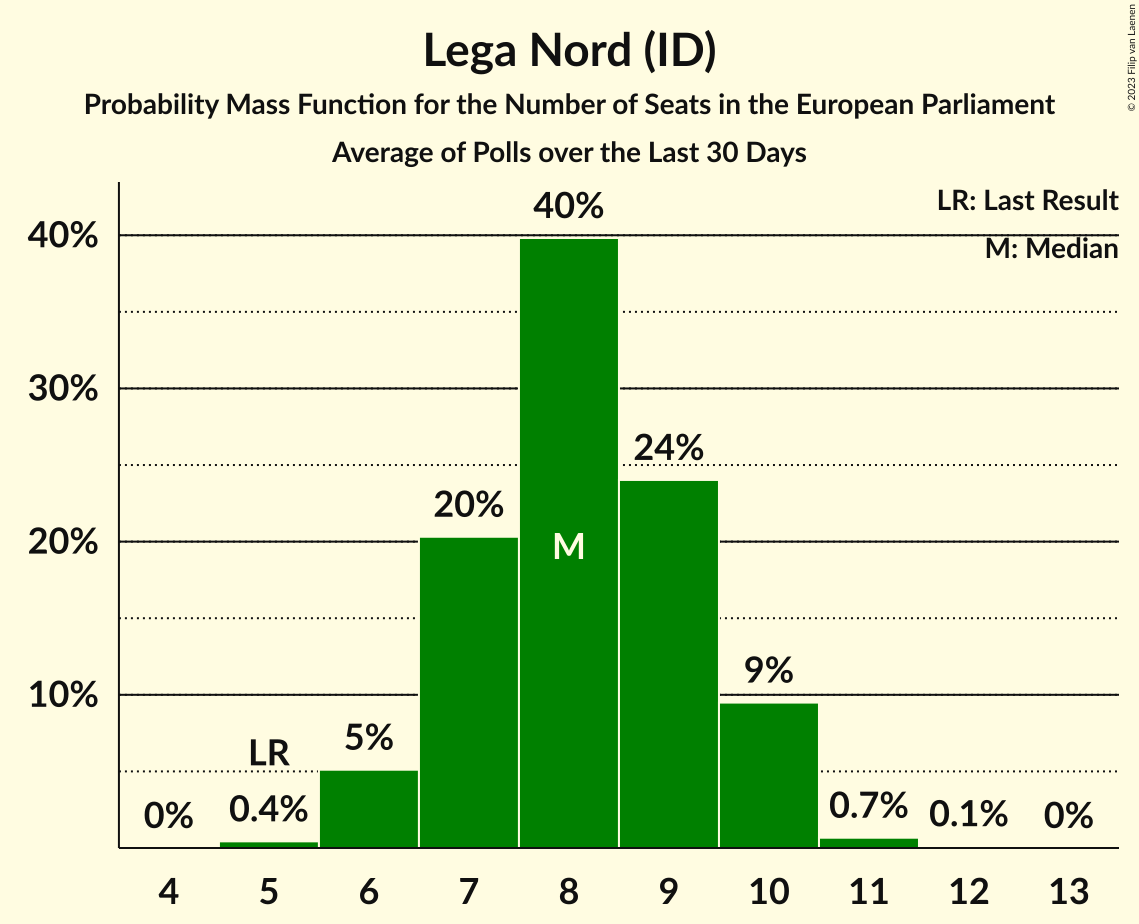 Lega Nord (ID)
Probability Mass Function for the Number of Seats in the European Parliament
Average of Polls over the Last 30 Days
© 2023 Filip van Laenen
LR: Last Result
M: Median
40%
30%
20%
10%
0%
LR
0.4%
5%
20%
40%
M
24%
9%
0.7%
0.1%
0%
4 5 6 7 8 9 10 11 12 13